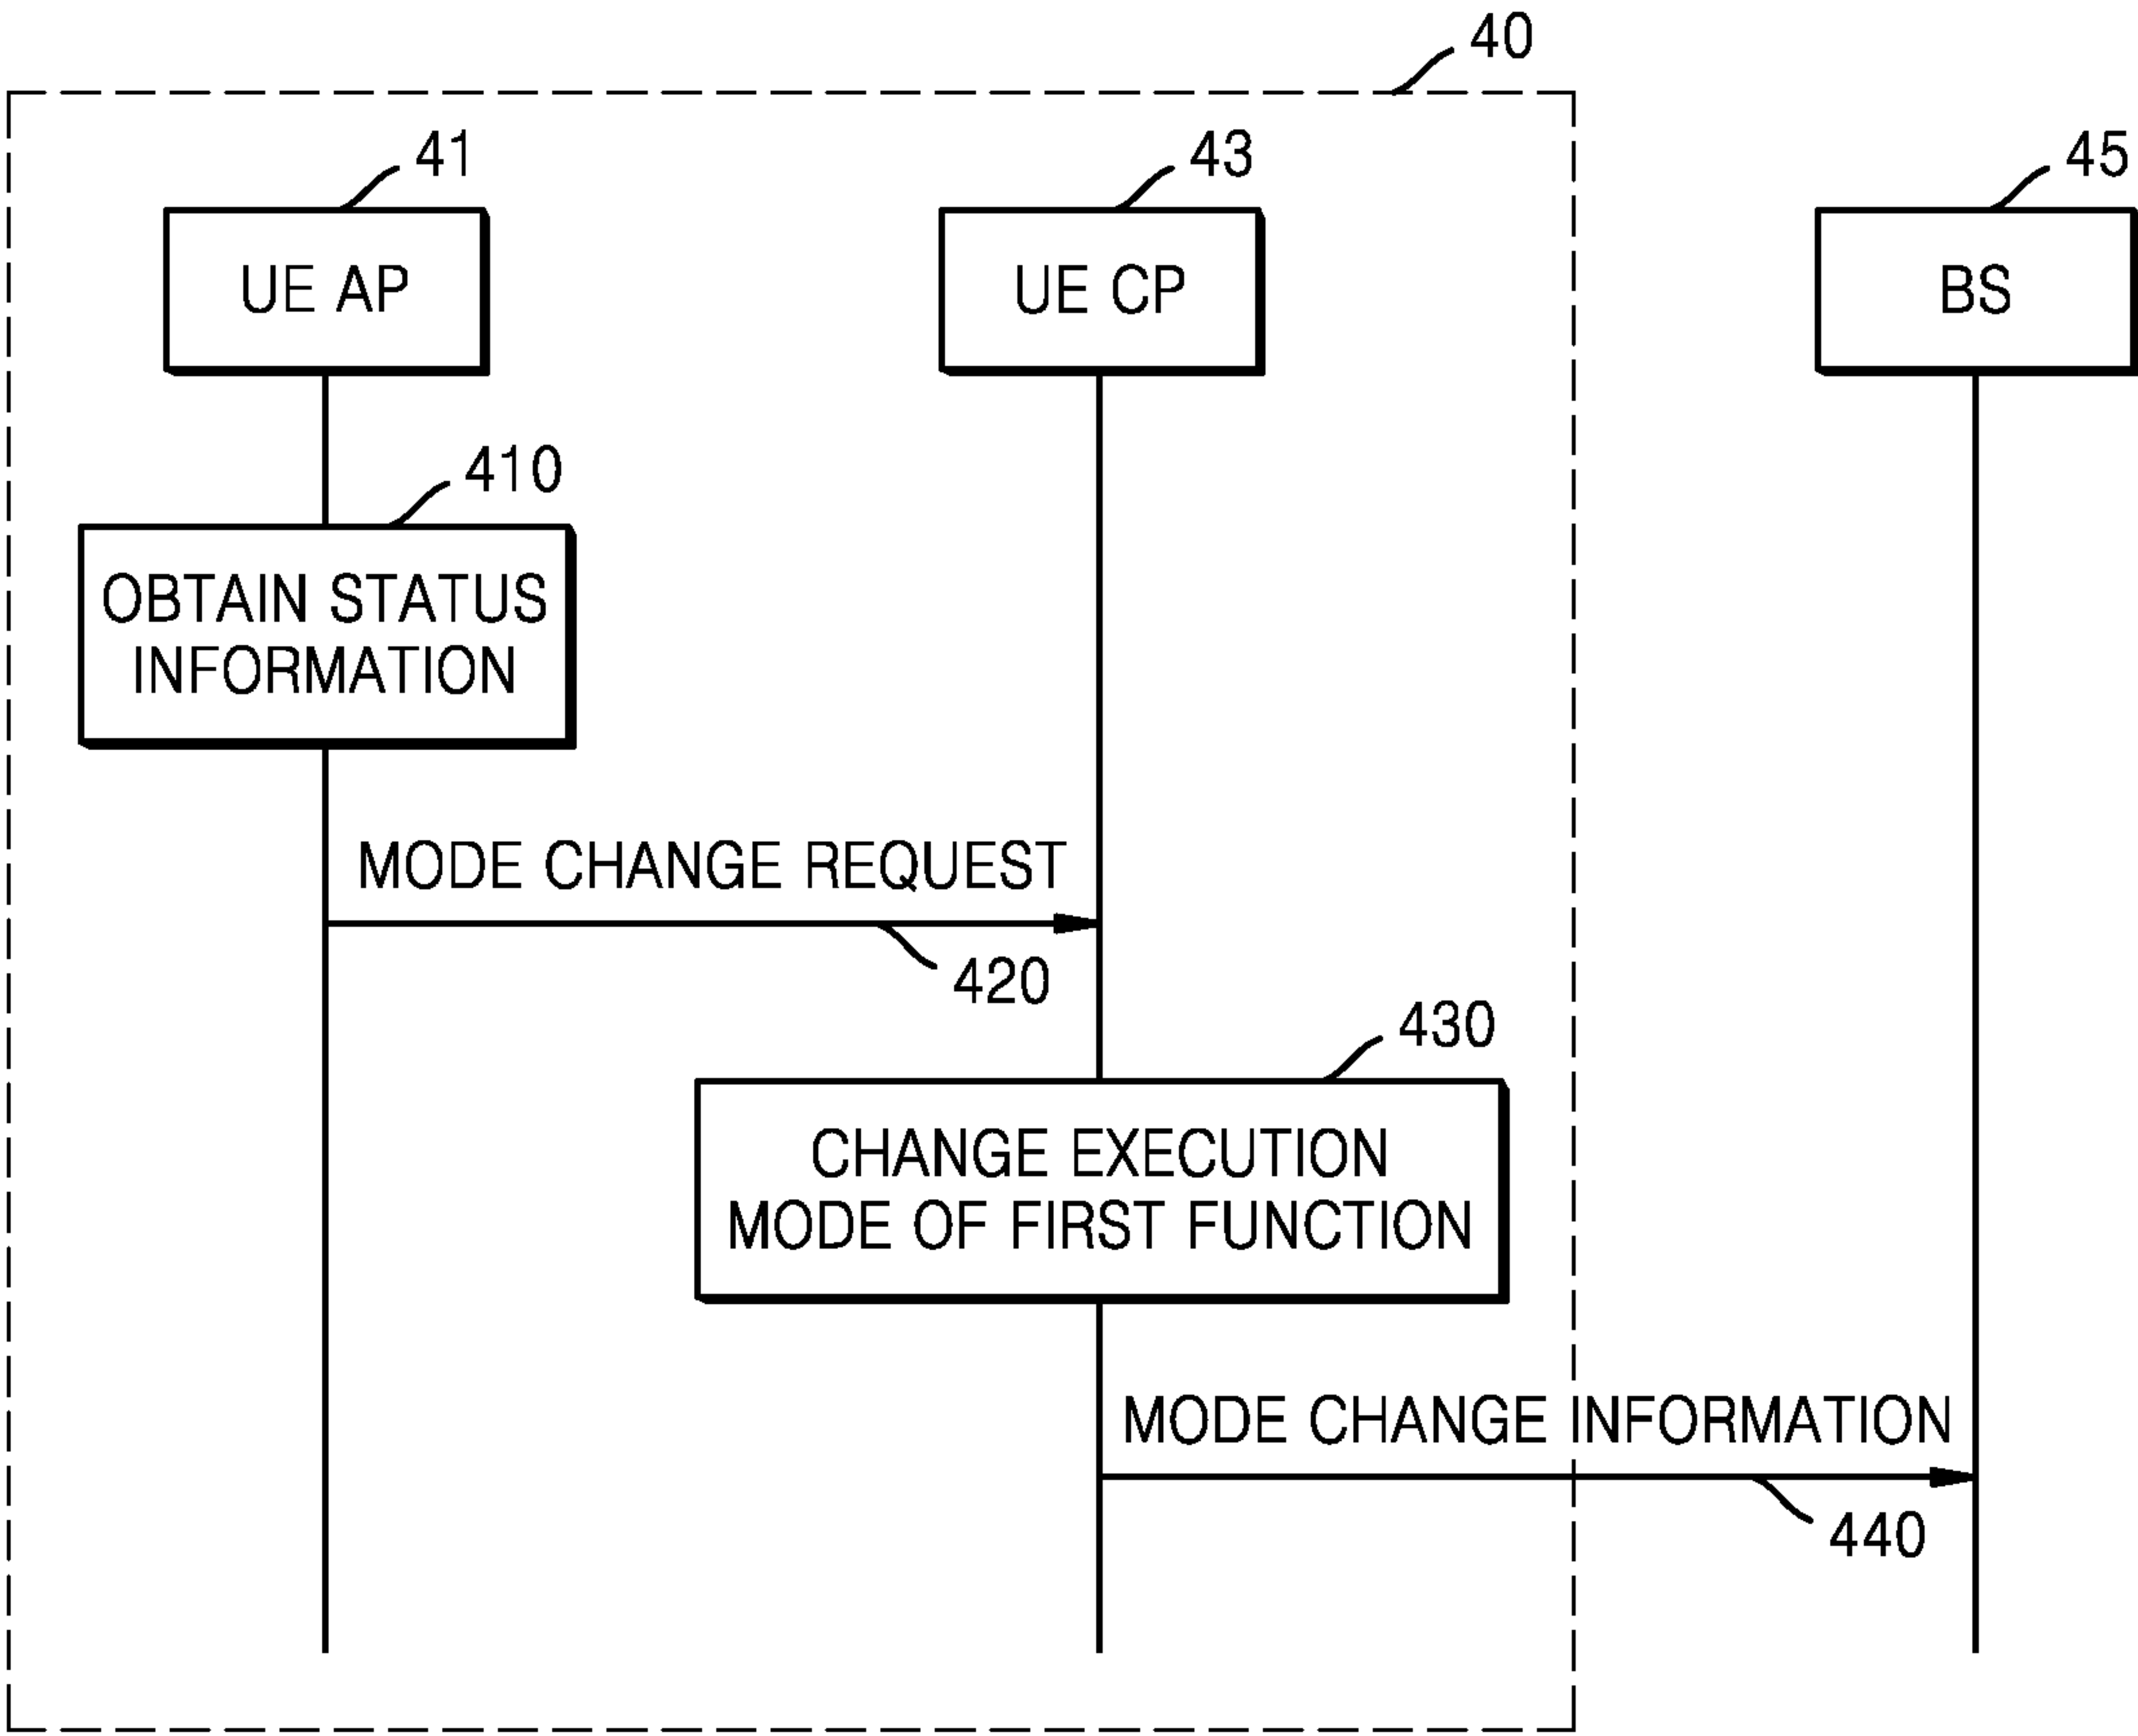 40
41
43
45
UE AP
UE CP
BS
410
OBTAIN STATUS
INFORMATION
MODE CHANGE REQUEST
420
430
CHANGE EXECUTION
MODE OF FIRST FUNCTION
MODE CHANGE INFORMATION
440